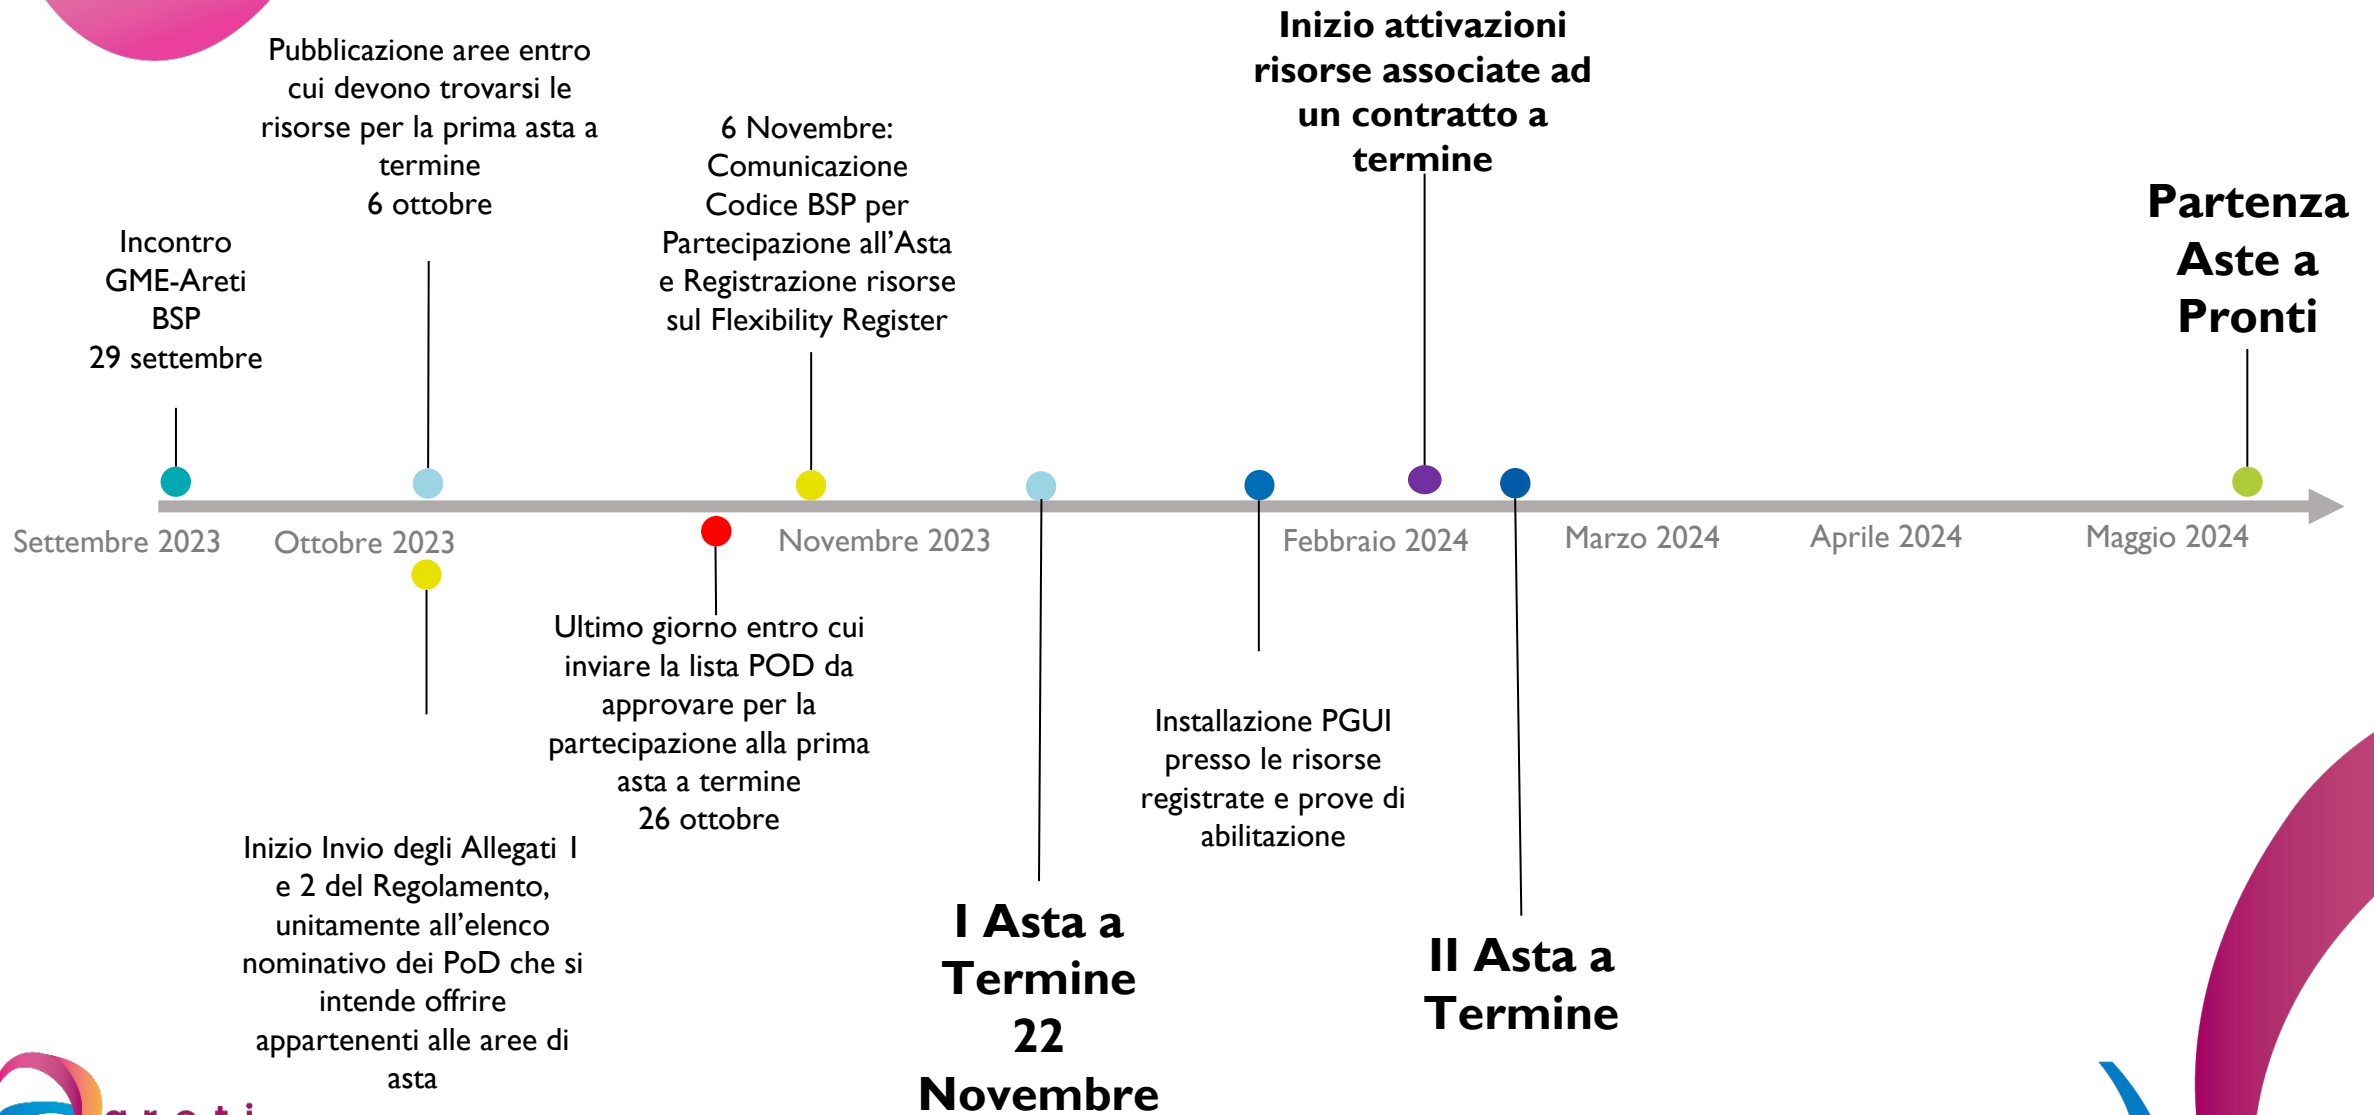 Inizio attivazioni
risorse associate ad
un contratto a
termine
Pubblicazione aree entro
cui devono trovarsi le
risorse per la prima asta a
termine
6 ottobre
6 Novembre:
Comunicazione
Codice BSP per
Partecipazione all’Asta
e Registrazione risorse
sul Flexibility Register
Partenza
Aste a
Pronti
Incontro
GME-Areti
BSP
29 settembre
Settembre 2023
Ottobre 2023
Novembre 2023
Febbraio 2024
Marzo 2024
Aprile 2024
Maggio 2024
Ultimo giorno entro cui
inviare la lista POD da
approvare per la
partecipazione alla prima
asta a termine
26 ottobre
Installazione PGUI
presso le risorse
registrate e prove di
abilitazione
Inizio Invio degli Allegati 1
e 2 del Regolamento,
unitamente all’elenco
nominativo dei PoD che si
intende offrire
appartenenti alle aree di
asta
I Asta a
Termine
22
Novembre
II Asta a
Termine
areti